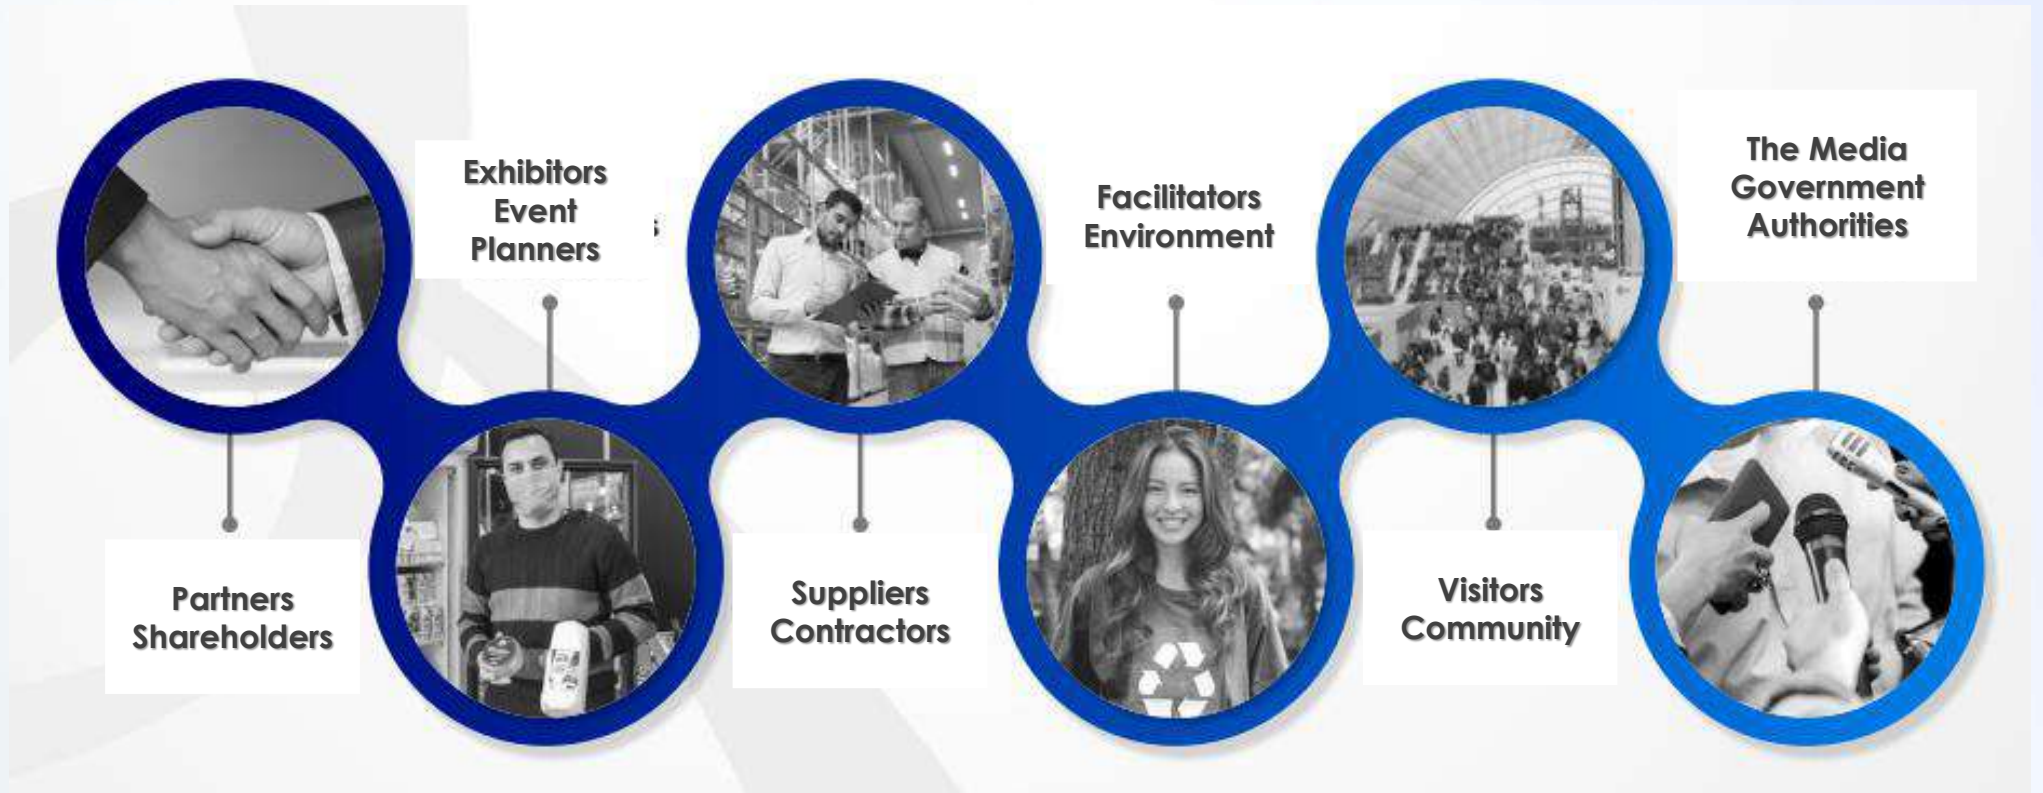 Exhibitors
Event
Planners
s
Facilitators
Environment
The Media
Government
Authorities
Partners
Shareholders
Suppliers
Contractors
Visitors
Community